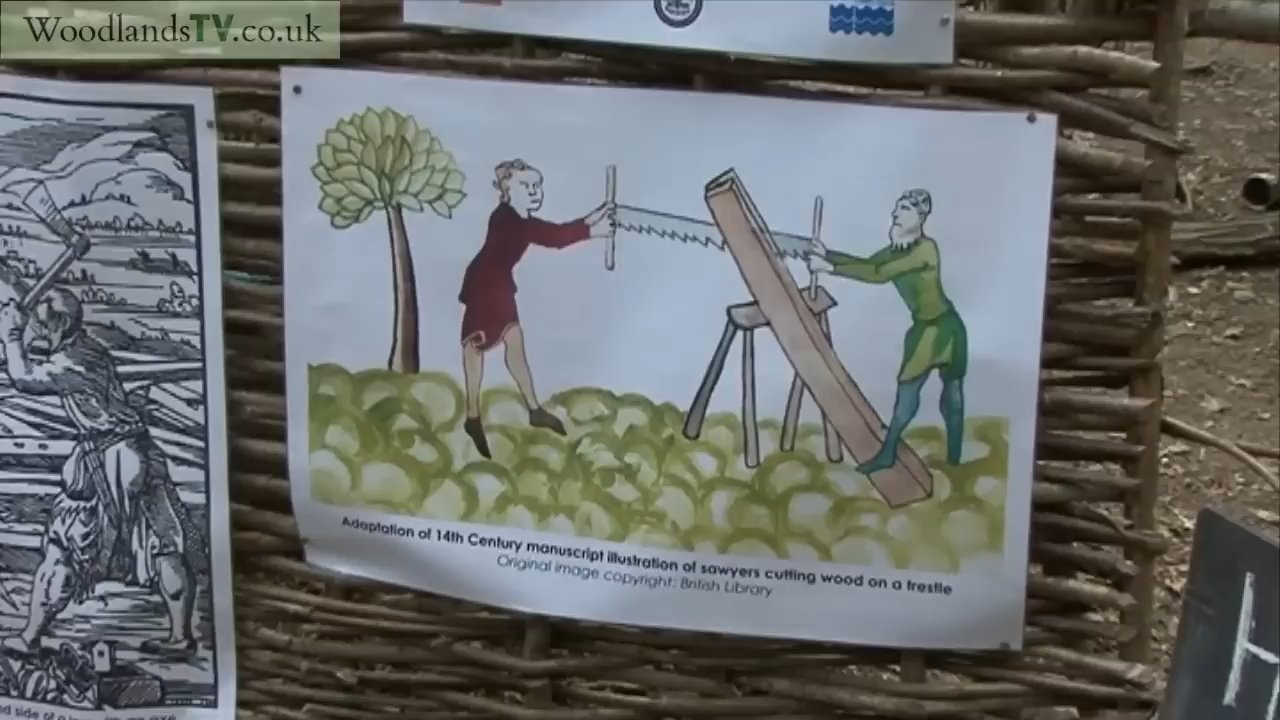 WoodlandsTV.co.uk
Adaptation of 14th Century manuscript illustration of sawyers cutting wood on a trestle
Original image copyright: British Library
H